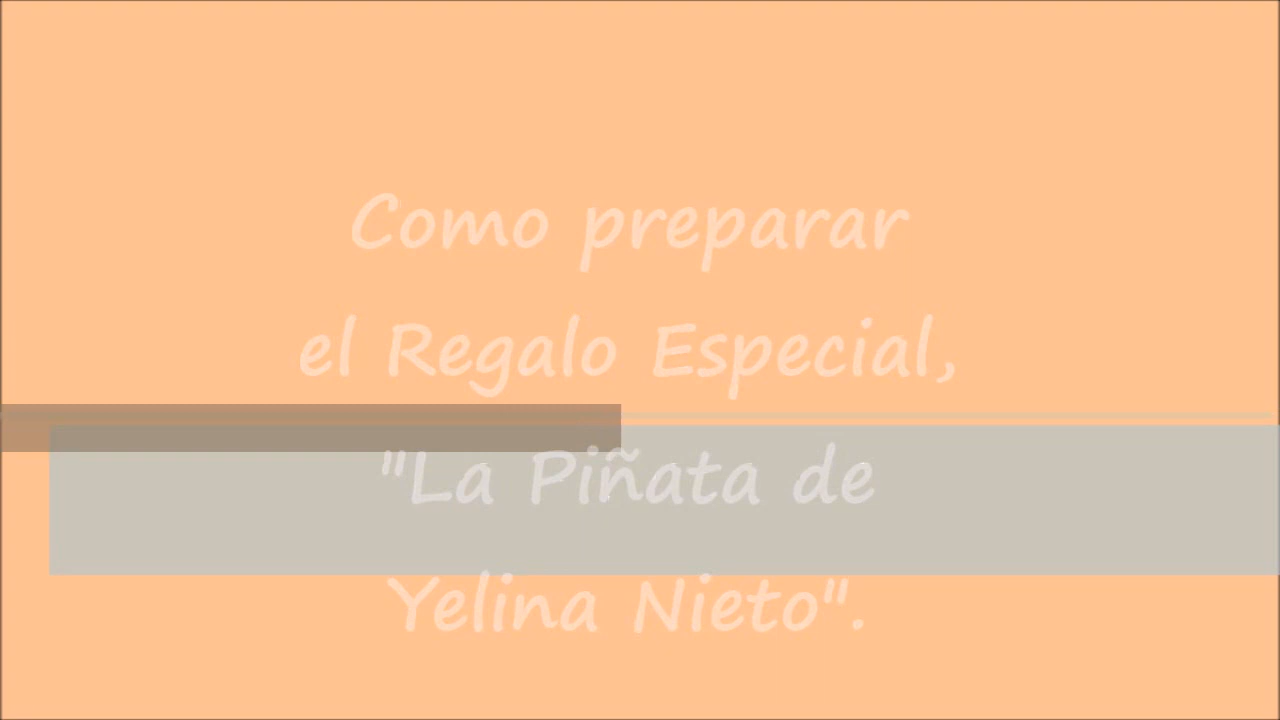 Como preparar
el Regalo Especial,
"La Piñata de
Yelina Nieto".